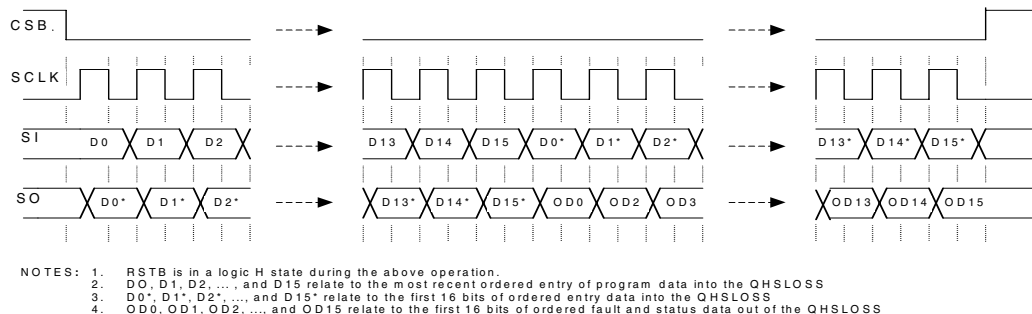 CSB.
SCLK
SI D0 D1 D2 D13 D14 D15 D0* D1* D2* D13* D14* D15*
SO D0* D1* D2* D13* D14* D15* OD0 OD2 OD3 OD13 OD14 OD15
NOTES: 1. RSTB is in a logic H state during the above operation.
2. DO, D1, D2, ... , and D15 relate to the most recent ordered entry of program data into the QHSLOSS
3. D0*, D1*, D2*, ..., and D15* relate to the first 16 bits of ordered entry data into the QHSLOSS
4. OD0, OD1, OD2, ..., and OD15 relate to the first 16 bits of ordered fault and status data out of the QHSLOSS